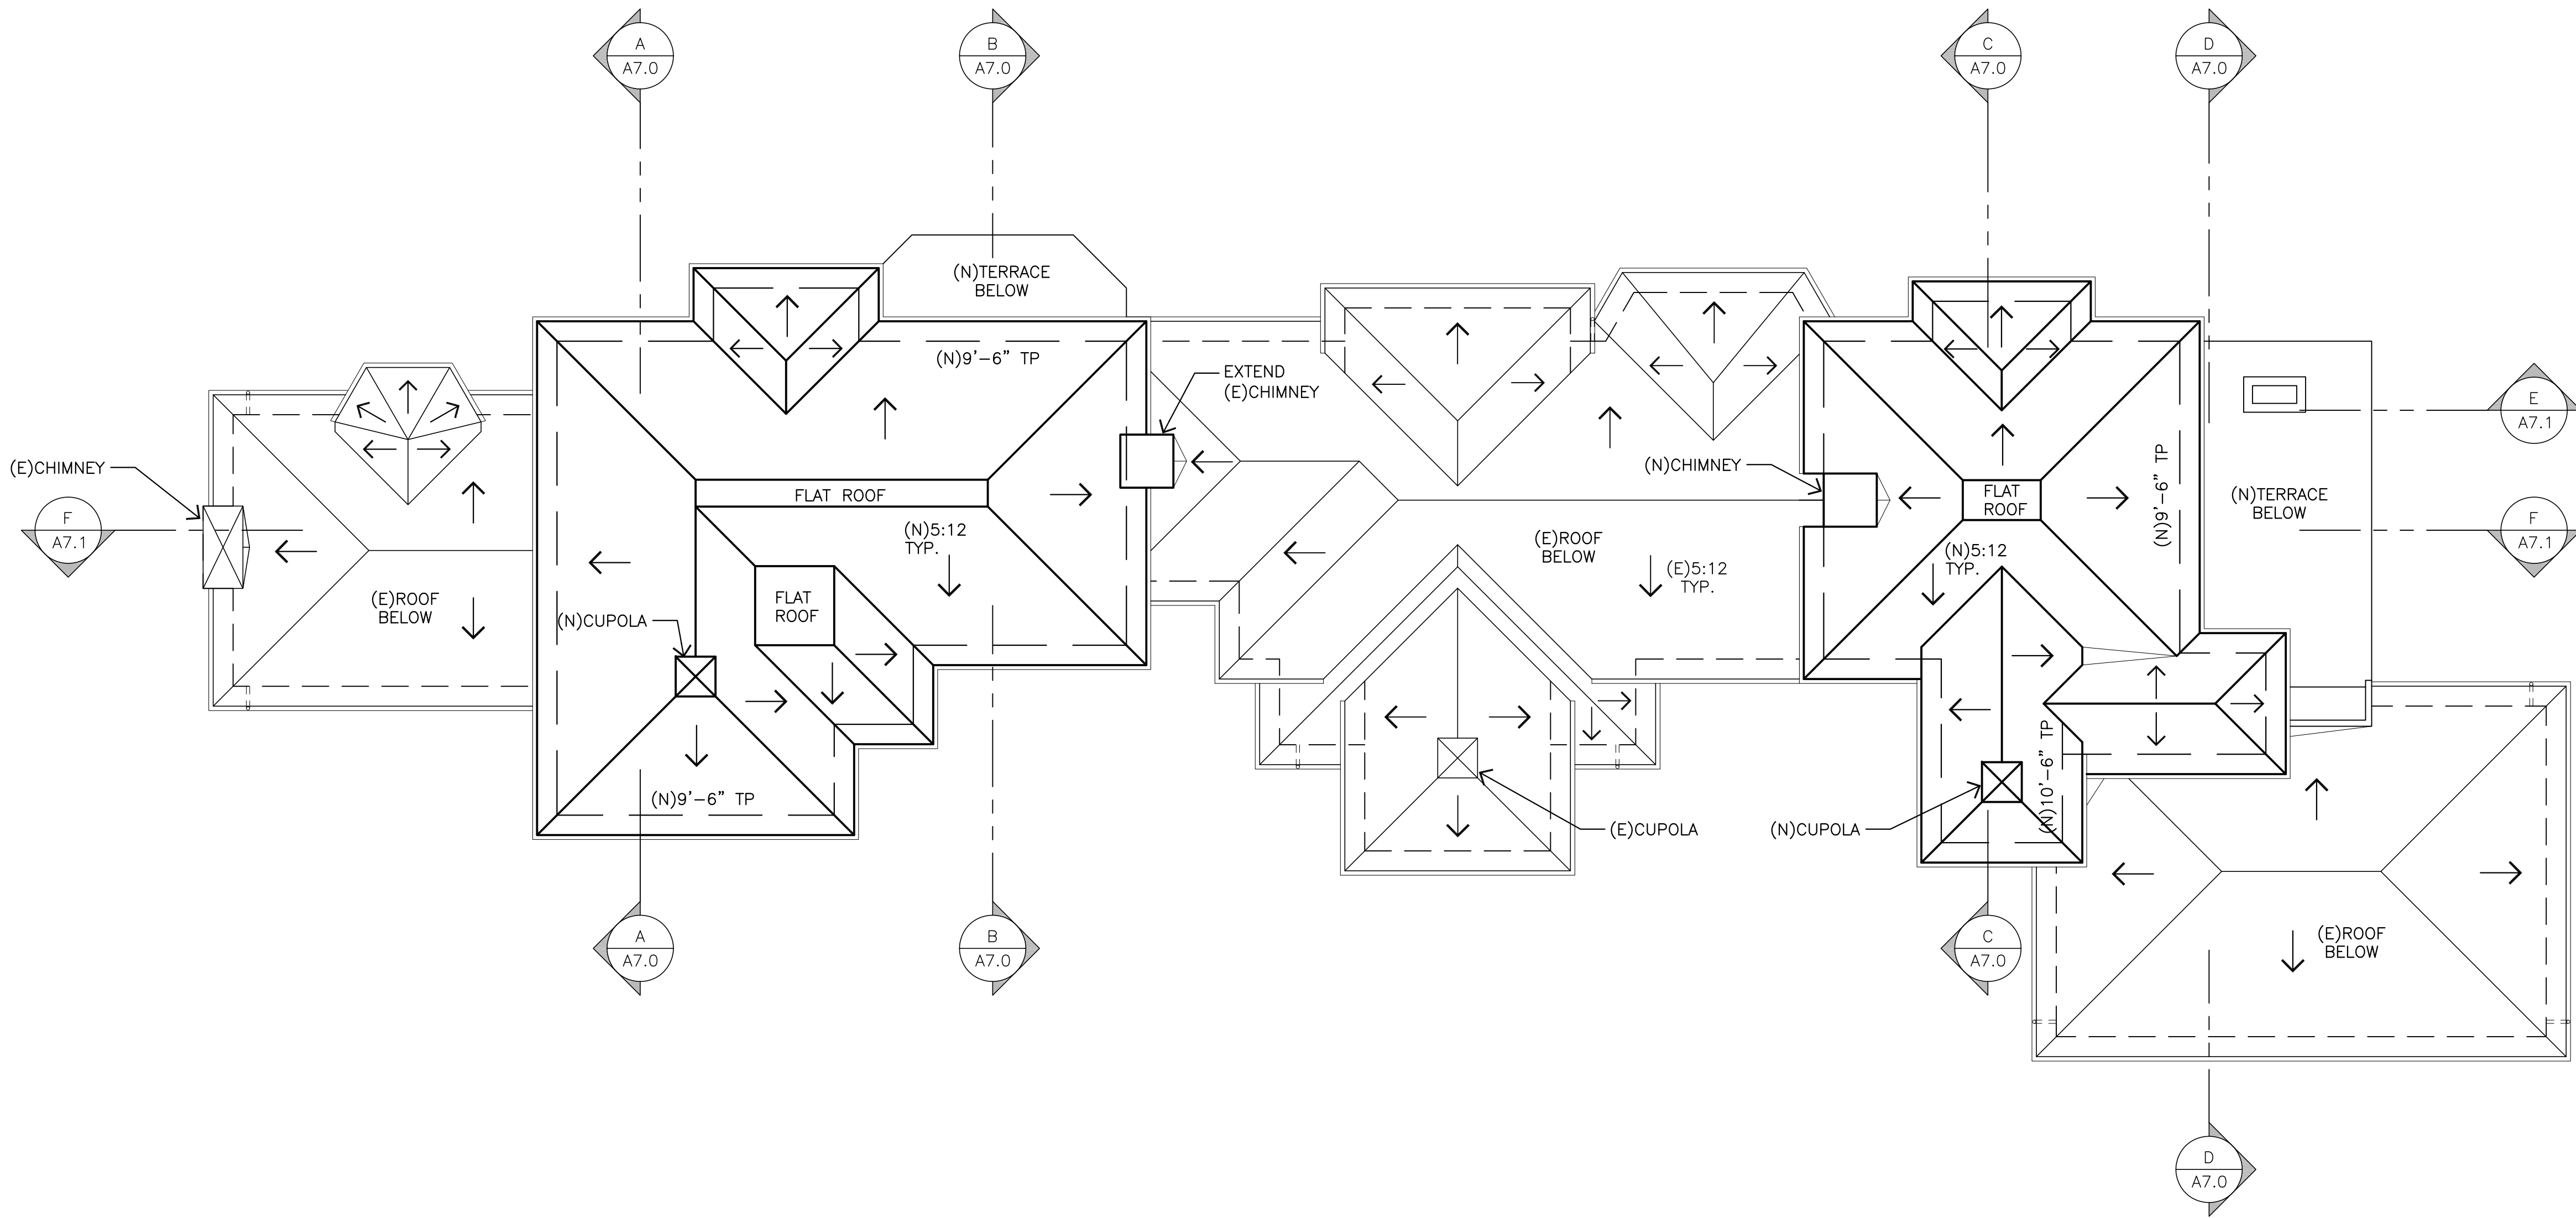 A
A7.0
B
A7.0
C
A7.0
D
A7.0
(N)TERRACE
BELOW
(N)9'-6" TP
EXTEND
(E)CHIMNEY
E
A7.1
(E)CHIMNEY
(N)CHIMNEY
(N)9'-6" TP
FLAT ROOF
FLAT
ROOF
(N)TERRACE
BELOW
F
A7.1
(N)5:12
TYP.
(E)ROOF
BELOW
(N)5:12
TYP.
F
A7.1
(E)5:12
TYP.
(E)ROOF
BELOW
FLAT
ROOF
(N)CUPOLA
(N)9'-6" TP
(N)10'-6" TP
(E)CUPOLA
(N)CUPOLA
A
A7.0
B
A7.0
C
A7.0
(E)ROOF
BELOW
D
A7.0